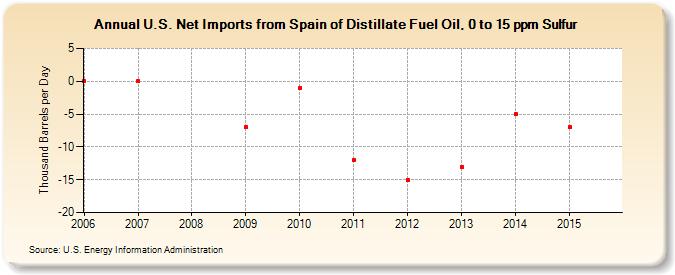 Annual U.S. Net Imports from Spain of Distillate Fuel Oil, 0 to 15 ppm Sulfur
Thousand Barrels per Day
5
0
-5
-10
-15
-20
2006 2007 2008 2009 2010 2011 2012 2013 2014 2015
Source: U.S. Energy Information Administration